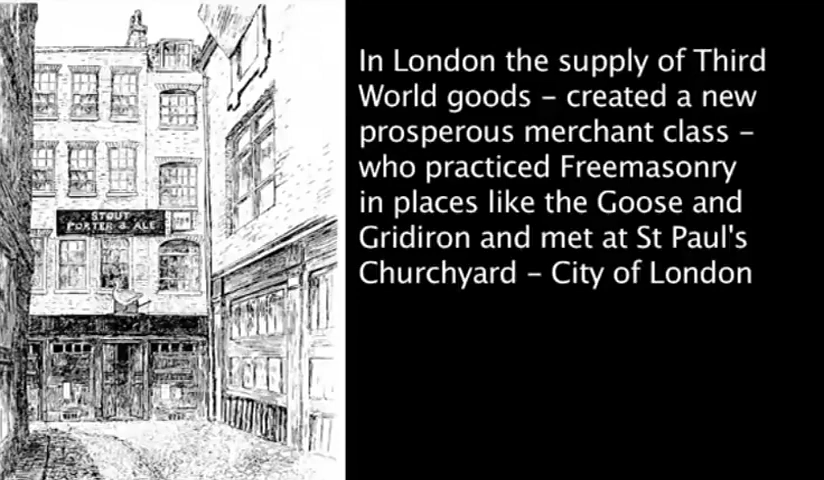 STOUT
PORTER & ALE
In London the supply of Third
World goods – created a new
prosperous merchant class –
who practiced Freemasonry
in places like the Goose and
Gridiron and met at St Paul's
Churchyard – City of London